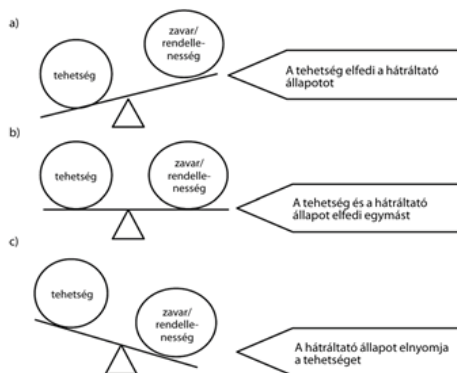 a)
tehetség
zavar/
rendelle-
nesség
A tehetség elfedi a hátráltató
állapotot
b)
tehetség
zavar/
rendelle-
nesség
A tehetség és a hátráltató
állapot elfedi egymást
c)
tehetség
zavar/
rendelle-
nesség
A hátráltató állapot elnyomja
a tehetséget